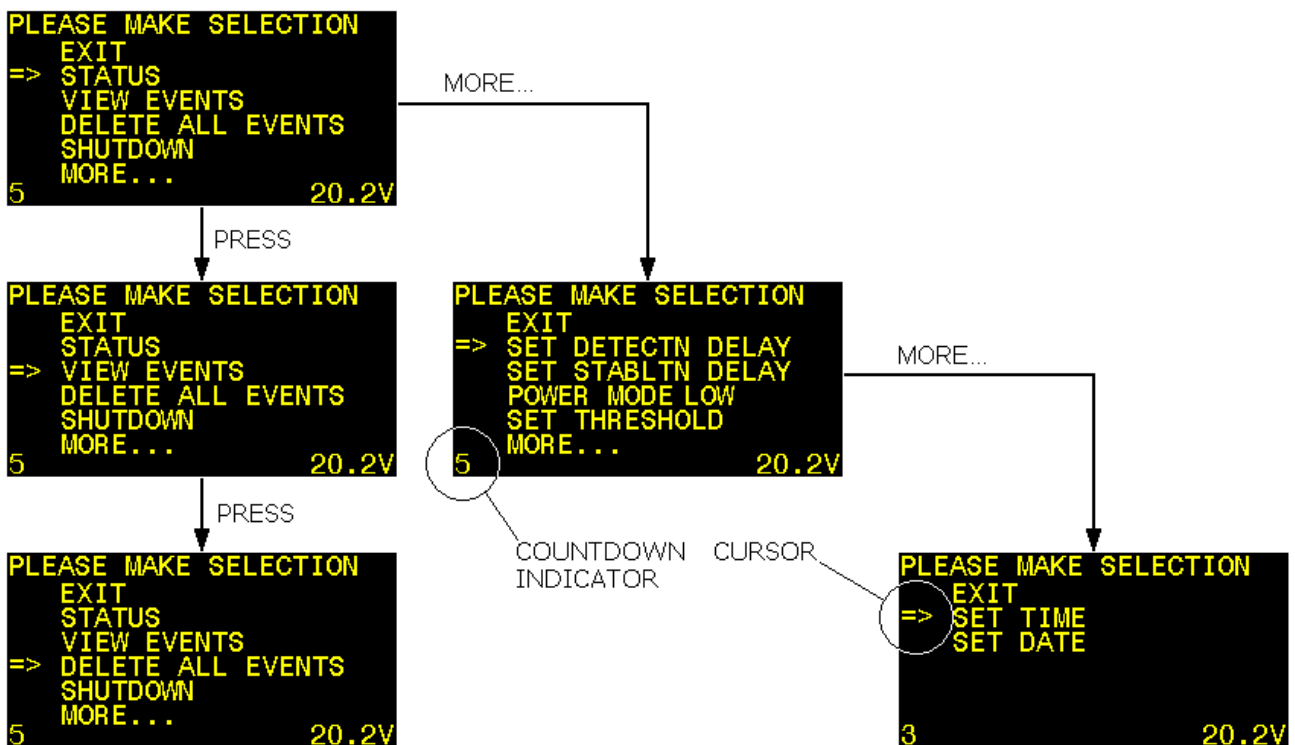 PLEASE MAKE SELECTION
EXIT
=> STATUS
VIEW EVENTS
DELETE ALL EVENTS
SHUTDOWN
MORE...
5 20.2V
MORE...
PRESS
PLEASE MAKE SELECTION
EXIT
STATUS
=> VIEW EVENTS
DELETE ALL EVENTS
SHUTDOWN
MORE...
5 20.2V
PLEASE MAKE SELECTION
EXIT
=> SET DETECTN DELAY
SET STABLTN DELAY
POWER MODE LOW
SET THRESHOLD
MORE...
5 20.2V
MORE...
PRESS
COUNTDOWN
INDICATOR
CURSOR
PLEASE MAKE SELECTION
EXIT
STATUS
VIEW EVENTS
=> DELETE ALL EVENTS
SHUTDOWN
MORE...
5 20.2V
PLEASE MAKE SELECTION
EXIT
=> SET TIME
SET DATE
3 20.2V